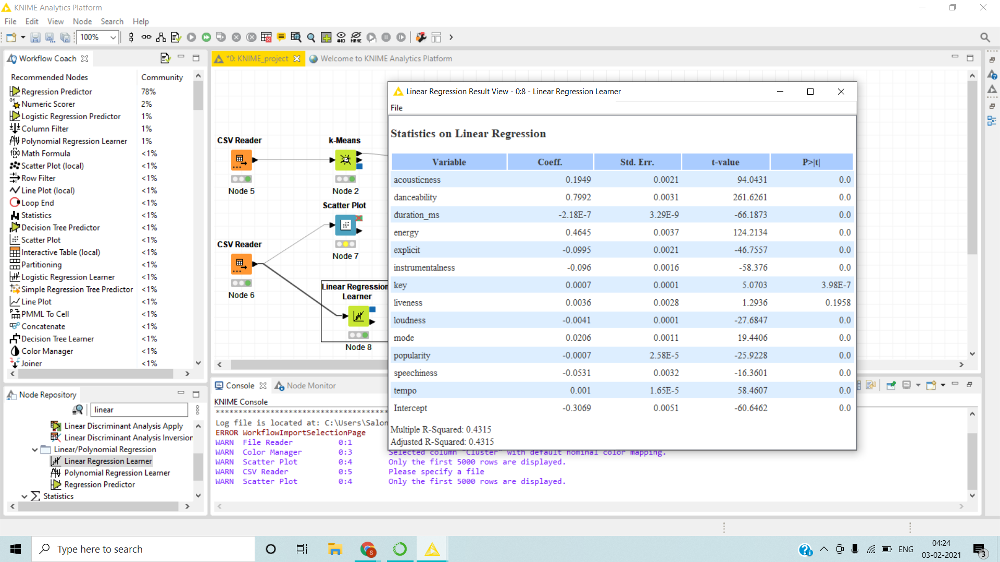 KNIME Analytics Platform
File Edit View Node Search Help
100%
#ID NAME
Workflow Coach
Recommended Nodes Community
Regression Predictor 78%
Numeric Scorer 2%
Logistic Regression Predictor 1%
Column Filter 1%
Polynomial Regression Learner 1%
Math Formula <1%
Scatter Plot (local) <1%
Row Filter <1%
Line Plot (local) <1%
Loop End <1%
Statistics <1%
Decision Tree Predictor <1%
Scatter Plot <1%
Interactive Table (local) <1%
Partitioning <1%
Logistic Regression Learner <1%
Simple Regression Tree Predictor <1%
Line Plot <1%
PMML To Cell <1%
Concatenate <1%
Decision Tree Learner <1%
Color Manager <1%
Joiner <1%
Node Repository
linear
Linear Discriminant Analysis Apply
Linear Discriminant Analysis Inversion
Linear/Polynomial Regression
Linear Regression Learner
Polynomial Regression Learner
Regression Predictor
Statistics
*0: KNIME_project
Welcome to KNIME Analytics Platform
CSV Reader
Node 5
k-Means
Node 2
Scatter Plot
Node 7
CSV Reader
Node 6
Linear Regression
Learner
Node 8
Linear Regression Result View - 0:8 - Linear Regression Learner
File
Statistics on Linear Regression
Variable Coeff. Std. Err. t-value P>|t|
acousticness 0.1949 0.0021 94.0431 0.0
danceability 0.7992 0.0031 261.6261 0.0
duration_ms -2.18E-7 3.29E-9 -66.1873 0.0
energy 0.4645 0.0037 124.2134 0.0
explicit -0.0995 0.0021 -46.7557 0.0
instrumentalness -0.096 0.0016 -58.376 0.0
key 0.0007 0.0001 5.0703 3.98E-7
liveness 0.0036 0.0028 1.2936 0.1958
loudness -0.0041 0.0001 -27.6847 0.0
mode 0.0206 0.0011 19.4406 0.0
popularity -0.0007 2.58E-5 -25.9228 0.0
speechiness -0.0531 0.0032 -16.3601 0.0
tempo 0.001 1.65E-5 58.4607 0.0
Intercept -0.3069 0.0051 -60.6462 0.0
Multiple R-Squared: 0.4315
Adjusted R-Squared: 0.4315
Console Node Monitor
KNIME Console
Log file is located at: C:\Users\Salon
ERROR WorkflowImportSelectionPage
WARN File Reader 0:1
WARN Color Manager 0:3 Selected column "Cluster" with default nominal color mapping.
WARN Scatter Plot 0:4 Only the first 5000 rows are displayed.
WARN CSV Reader 0:5 Please specify a file
WARN Scatter Plot 0:4 Only the first 5000 rows are displayed.
Type here to search
S
ENG
04:24
03-02-2021
3